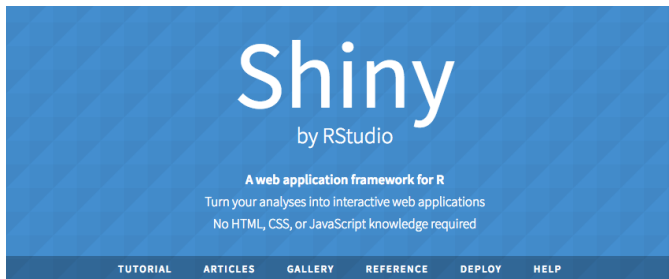 Shiny
by RStudio
A web application framework for R
Turn your analyses into interactive web applications
No HTML, CSS, or JavaScript knowledge required
TUTORIAL ARTICLES GALLERY REFERENCE DEPLOY HELP